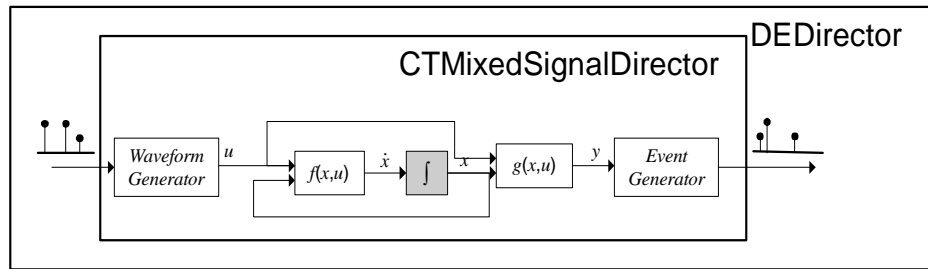 DEDirector
CTMixedSignalDirector
Waveform
Generator
u
f(x,u)
ẋ
∫
x
g(x,u)
y
Event
Generator